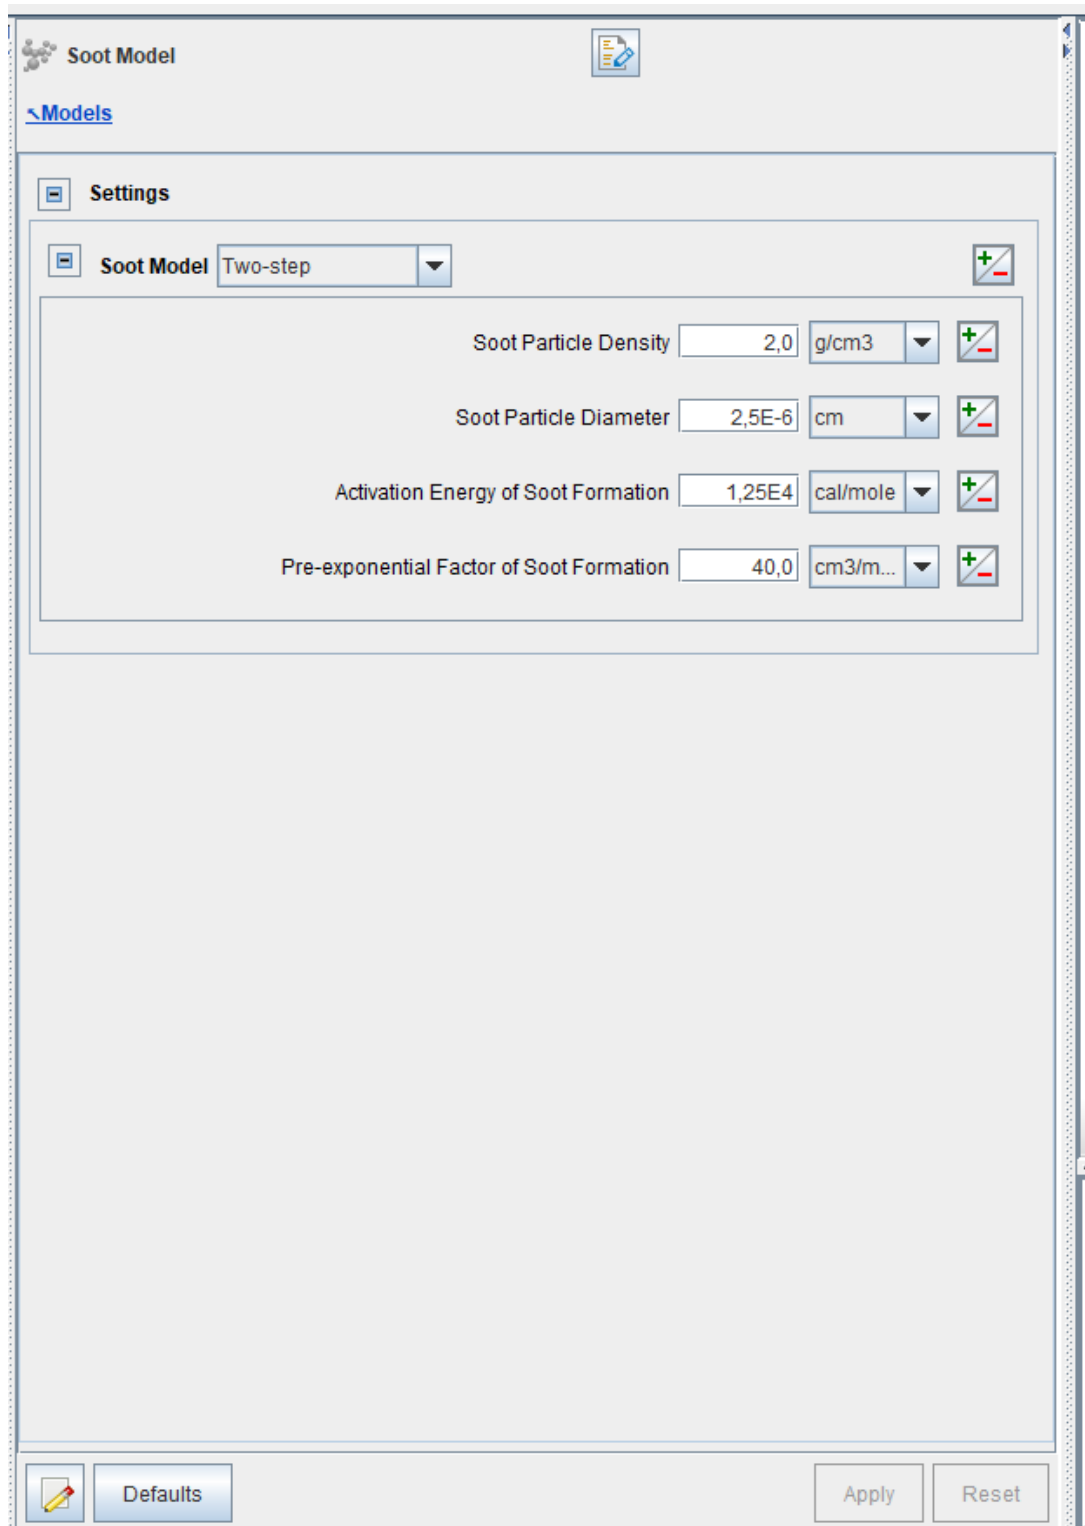 Soot Model
Models
Settings
Soot Model Two-step
Soot Particle Density 2,0 g/cm3
Soot Particle Diameter 2,5E-6 cm
Activation Energy of Soot Formation 1,25E4 cal/mole
Pre-exponential Factor of Soot Formation 40,0 cm3/m...
Defaults Apply Reset